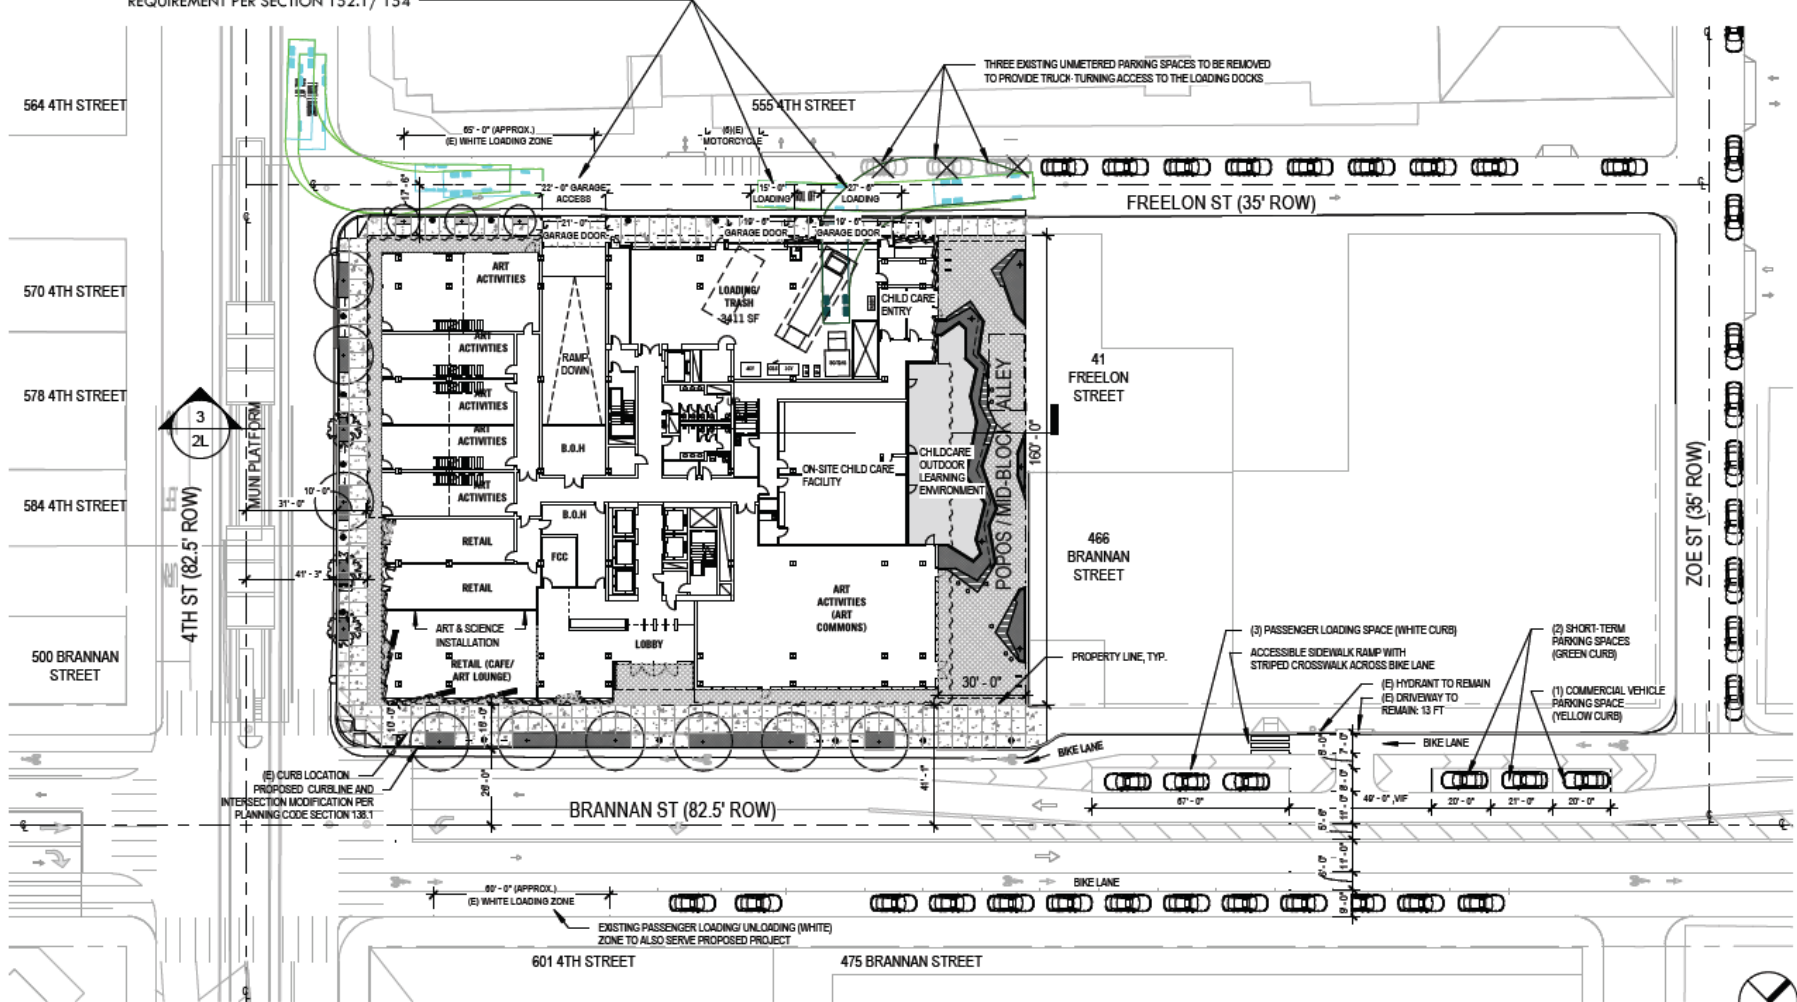 REQUIREMENT PER SECTION 152.1/ 154
THREE EXISTING UNMETERED PARKING SPACES TO BE REMOVED
TO PROVIDE TRUCK-TURNING ACCESS TO THE LOADING DOCKS
564 4TH STREET
555 4TH STREET
65' - 0" (APPROX.)
(E) WHITE LOADING ZONE
(6)(E)
MOTORCYCLE
17' - 6"
22' - 0" GARAGE
ACCESS
15' - 0"
LOADING
27' - 6"
LOADING
FREELON ST (35' ROW)
21' - 0"
GARAGE DOOR
19' - 6"
GARAGE DOOR
19' - 6"
GARAGE DOOR
570 4TH STREET
578 4TH STREET
584 4TH STREET
500 BRANNAN
STREET
3
2L
MUNI PLATFORM
4TH ST (82.5' ROW)
10' - 0"
31' - 0"
41' - 3"
ART
ACTIVITIES
ART
ACTIVITIES
ART
ACTIVITIES
ART
ACTIVITIES
ART
ACTIVITIES
RAMP
DOWN
LOADING/
TRASH
3411 SF
CHILD CARE
ENTRY
B.O.H
B.O.H
FCC
RETAIL
RETAIL
ART & SCIENCE
INSTALLATION
RETAIL (CAFE/
ART LOUNGE)
LOBBY
ON-SITE CHILD CARE
FACILITY
CHILDCARE
OUTDOOR
LEARNING
ENVIRONMENT
ART
ACTIVITIES
(ART
COMMONS)
POPOS / MID-BLOCK ALLEY
160' - 0"
30' - 0"
41
FREELON
STREET
466
BRANNAN
STREET
ZOE ST (35' ROW)
PROPERTY LINE, TYP.
(3) PASSENGER LOADING SPACE (WHITE CURB)
ACCESSIBLE SIDEWALK RAMP WITH
STRIPED CROSSWALK ACROSS BIKE LANE
(2) SHORT-TERM
PARKING SPACES
(GREEN CURB)
(E) HYDRANT TO REMAIN
(E) DRIVEWAY TO
REMAIN: 13 FT
(1) COMMERCIAL VEHICLE
PARKING SPACE
(YELLOW CURB)
BIKE LANE
BIKE LANE
(E) CURB LOCATION
PROPOSED CURBLINE AND
INTERSECTION MODIFICATION PER
PLANNING CODE SECTION 138.1
10' - 0"
26' - 0"
41' - 1"
BRANNAN ST (82.5' ROW)
67' - 0"
49' - 0" ,VIF
20' - 0"
21' - 0"
20' - 0"
BIKE LANE
60' - 0" (APPROX.)
(E) WHITE LOADING ZONE
EXISTING PASSENGER LOADING/ UNLOADING (WHITE)
ZONE TO ALSO SERVE PROPOSED PROJECT
601 4TH STREET
475 BRANNAN STREET